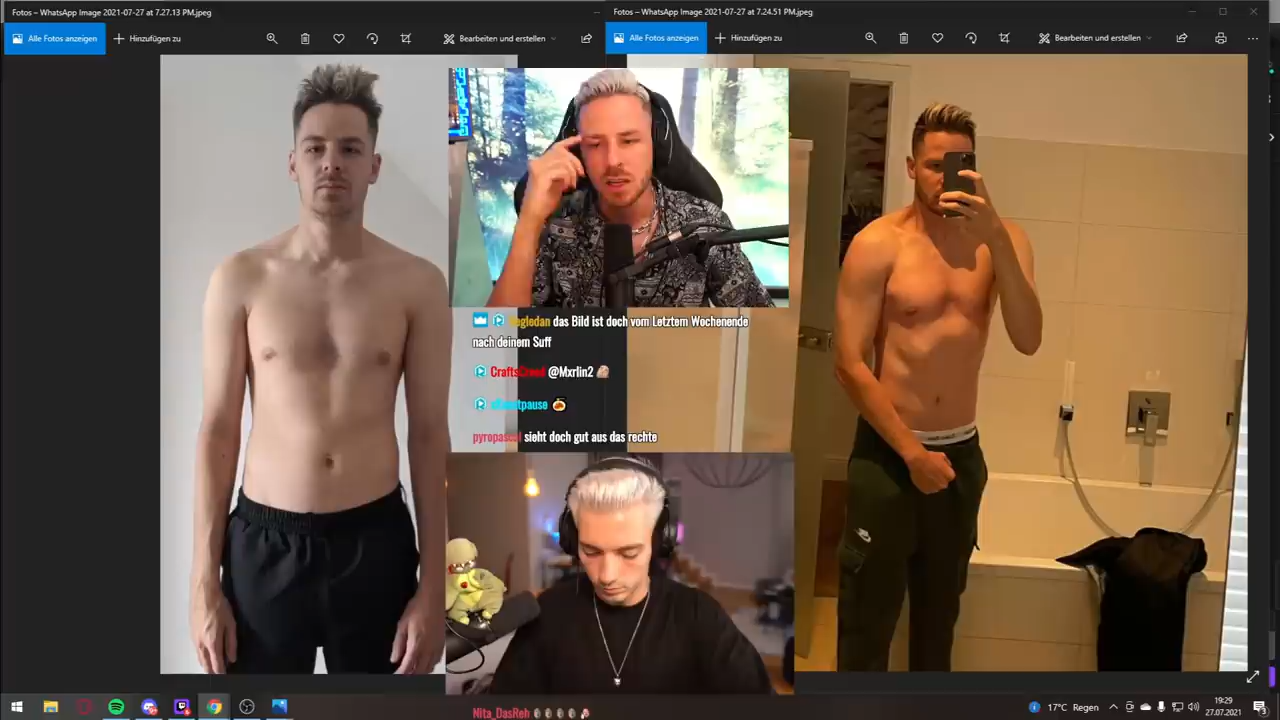 Fotos – WhatsApp Image 2021-07-27 at 7.27.13 PM.jpeg
Fotos – WhatsApp Image 2021-07-27 at 7.24.51 PM.jpeg
Alle Fotos anzeigen
Hinzufügen zu
Bearbeiten und erstellen
Alle Fotos anzeigen
Hinzufügen zu
Bearbeiten und erstellen
das Bild ist doch vom Letztem Wochenende
nach deinem Suff
@Mxrlin2
sieht doch gut aus das rechte
Nita_DasReh
17°C Regen
19:29
27.07.2021